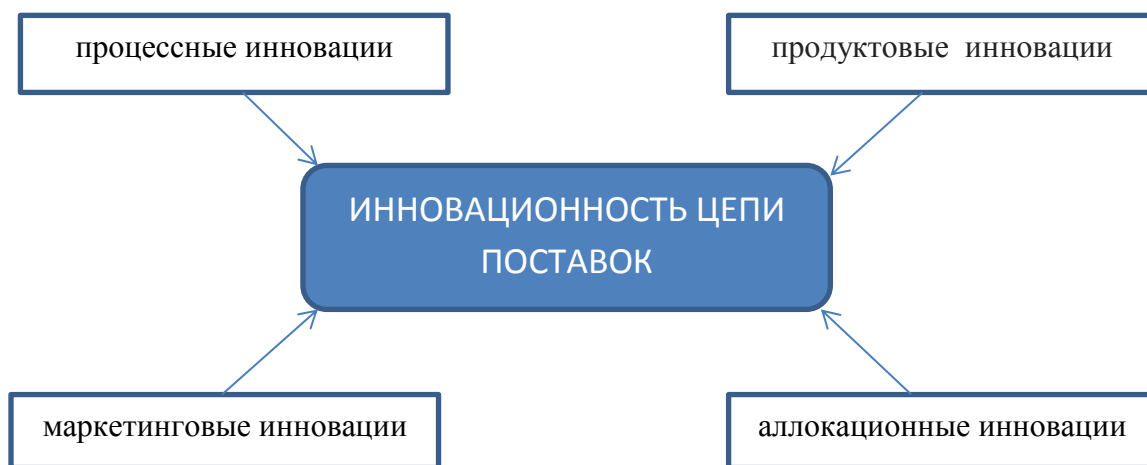 процессные инновации
продуктовые инновации
ИННОВАЦИОННОСТЬ ЦЕПИ
ПОСТАВОК
маркетинговые инновации
аллокационные инновации